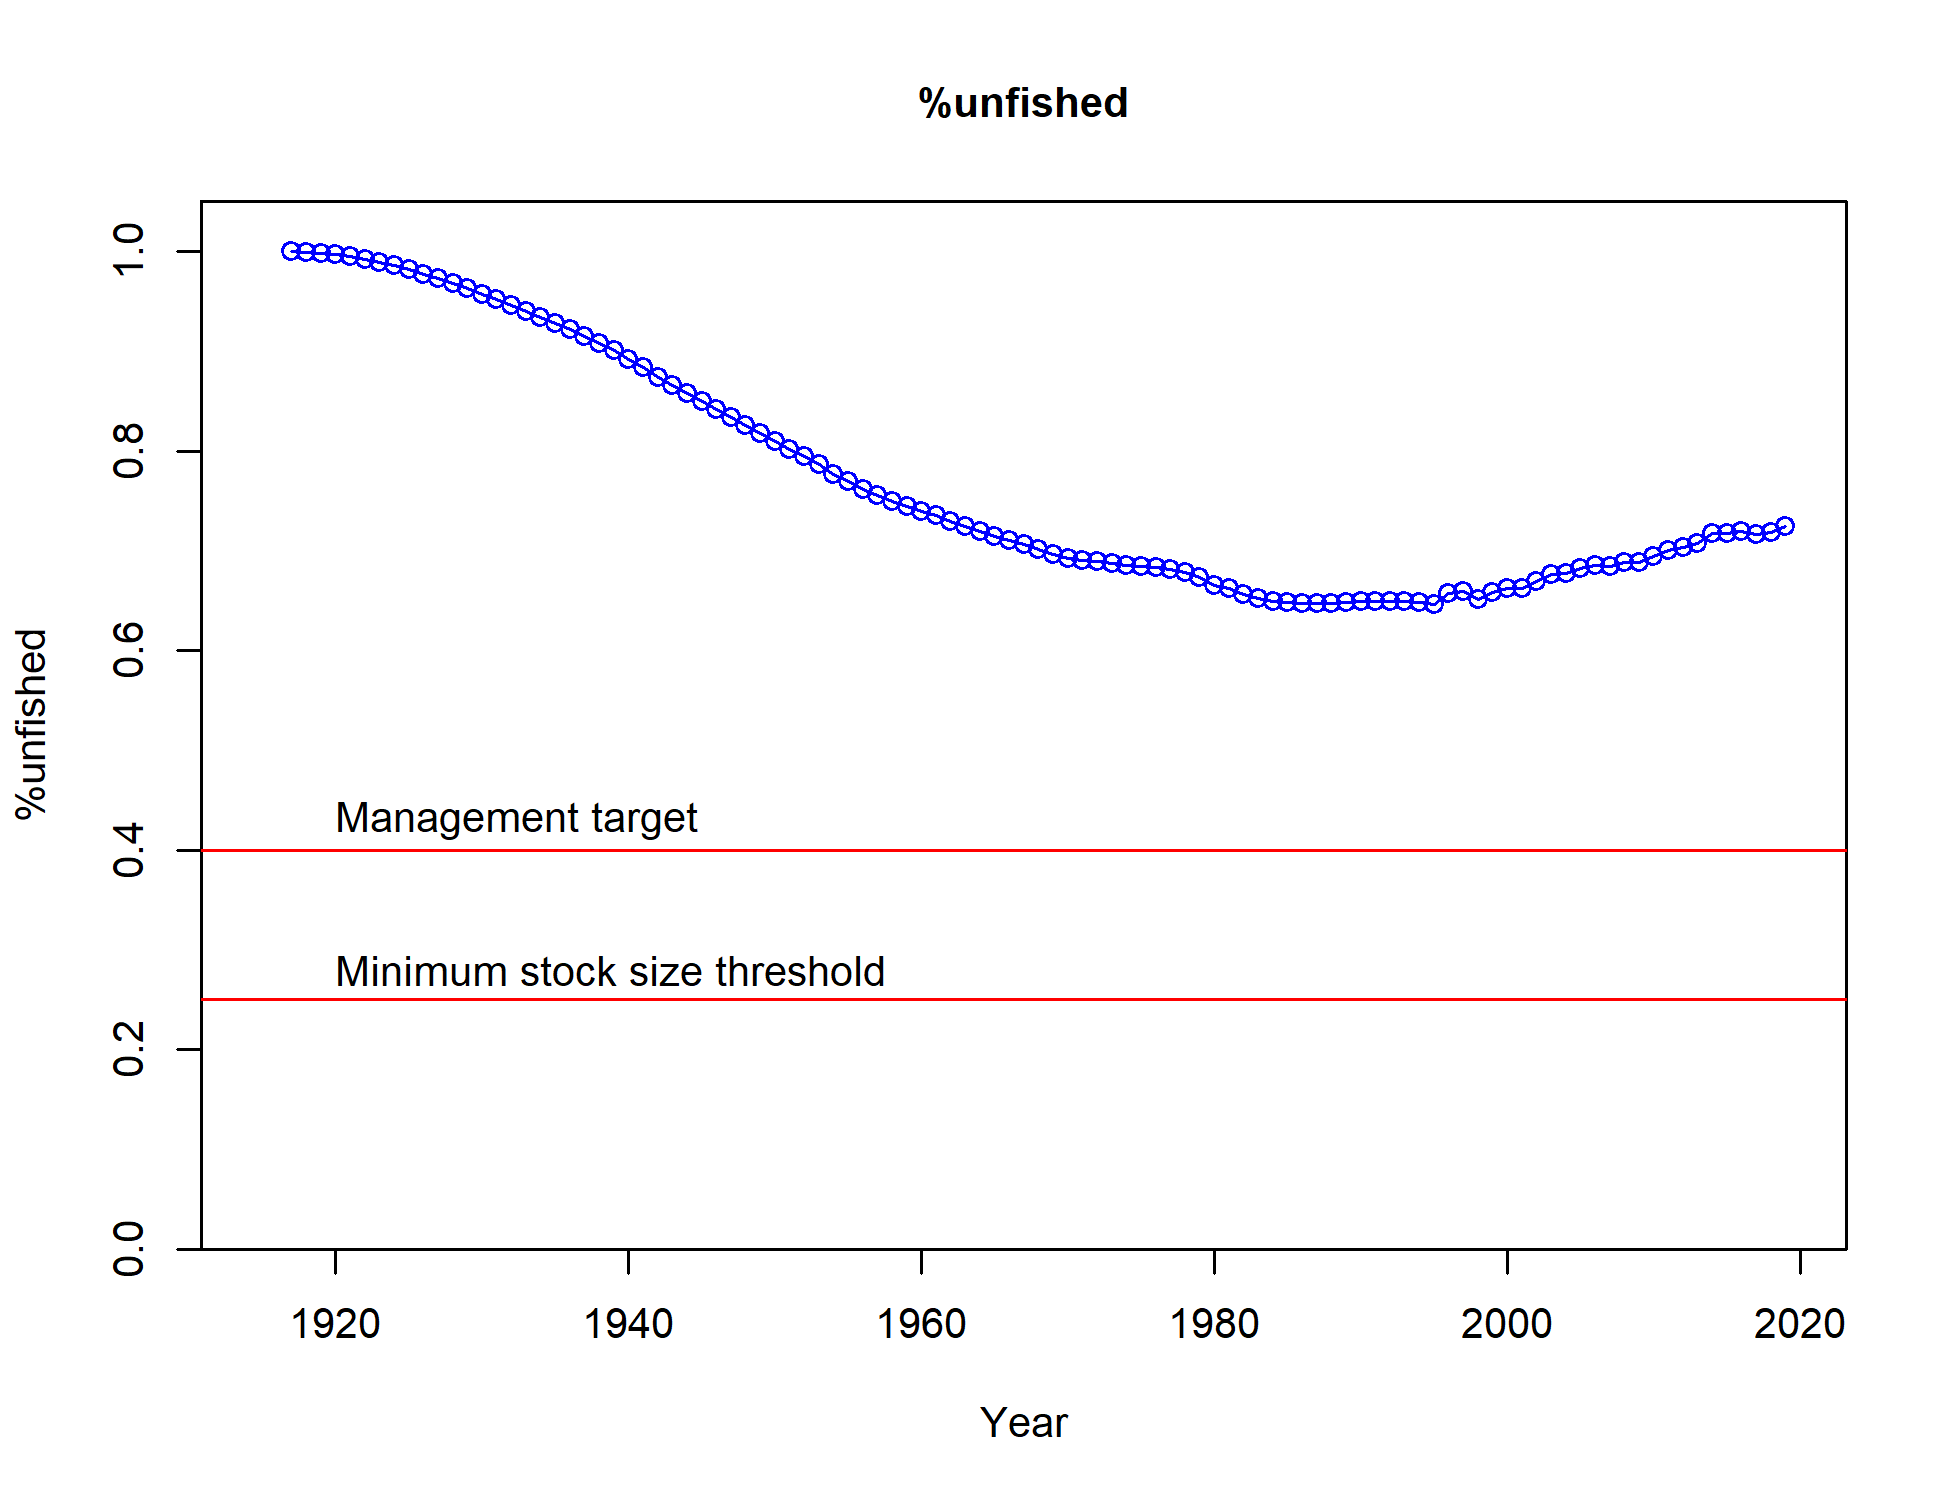 %unfished
%unfished
1.0
0.8
0.6
0.4
0.2
0.0
Management target
Minimum stock size threshold
1920 1940 1960 1980 2000 2020
Year